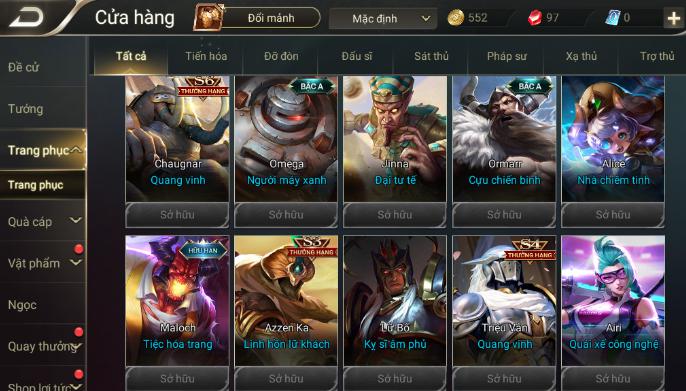 Cửa hàng
Đổi mảnh
Mặc định
552
97
0
Đề cử
Tướng
Trang phục
Trang phục
Quà cáp
Vật phẩm
Ngọc
Quay thưởng
Shop lợi tức
Tất cả
Tiến hóa
Đỡ đòn
Đấu sĩ
Sát thủ
Pháp sư
Xạ thủ
Trợ thủ
S6
THƯỞNG HẠNG
Chaugnar
Quang vinh
Sở hữu
BẬC A
Omega
Người máy xanh
Sở hữu
Jinna
Đại tư tế
Sở hữu
BẬC A
Ormarr
Cựu chiến binh
Sở hữu
Alice
Nhà chiêm tinh
Sở hữu
HỮU HẠN
Maloch
Tiệc hóa trang
Sở hữu
S3
THƯỞNG HẠNG
Azzen'Ka
Linh hồn lữ khách
Sở hữu
Lữ Bố
Kỵ sĩ âm phủ
Sở hữu
S4
THƯỞNG HẠNG
Triệu Vân
Quang vinh
Sở hữu
Airi
Quái xế công nghệ
Sở hữu